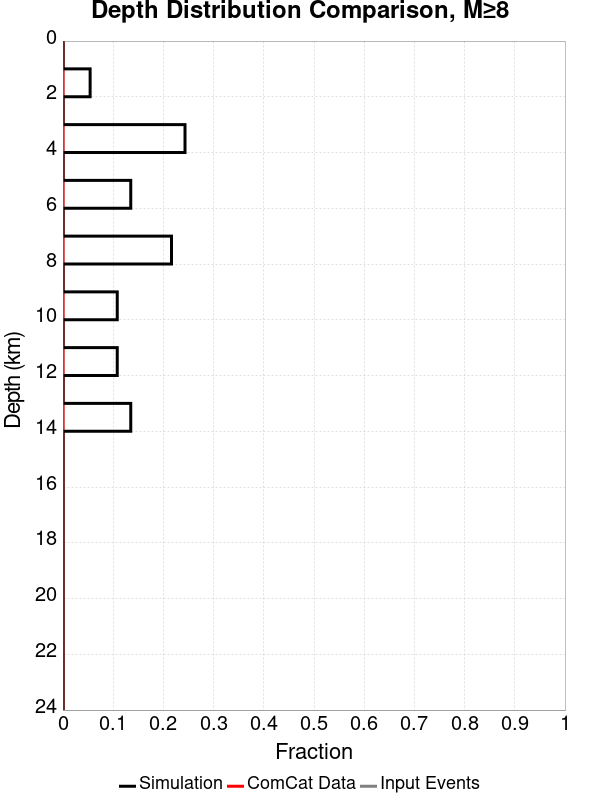 Depth Distribution Comparison, M≥8
0
2
4
6
8
10
12
14
16
18
20
22
24
Depth (km)
0 0.1 0.2 0.3 0.4 0.5 0.6 0.7 0.8 0.9 1
Fraction
Simulation ComCat Data Input Events